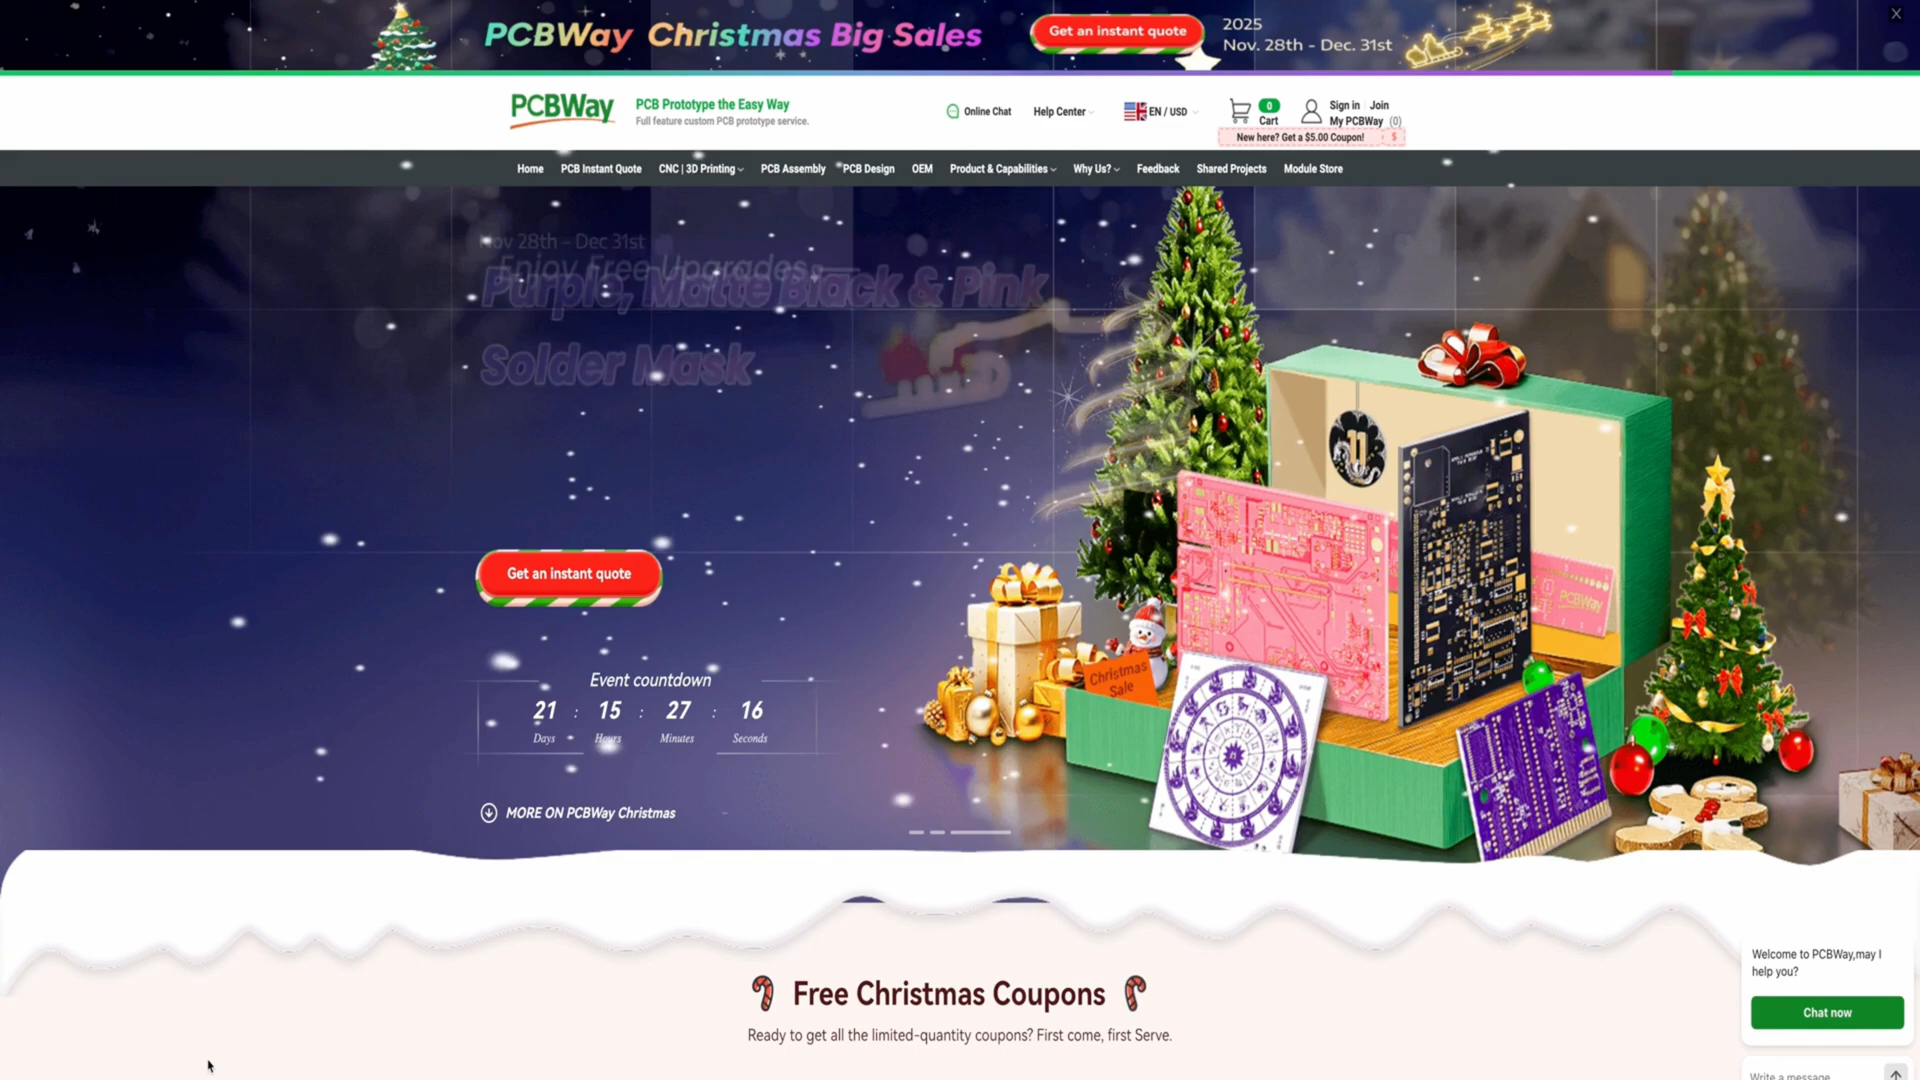 PCBWay Christmas Big Sales
Get an instant quote
2025
Nov. 28th - Dec. 31st
X
PCBWay
PCB Prototype the Easy Way
Full feature custom PCB prototype service.
Online Chat
Help Center
EN / USD
0
Cart
Sign in
Join
My PCBWay (0)
New here? Get a $5.00 Coupon!
$
Home
PCB Instant Quote
CNC | 3D Printing
PCB Assembly
PCB Design
OEM
Product & Capabilities
Why Us?
Feedback
Shared Projects
Module Store
Nov 28th - Dec 31st
Enjoy Free Upgrades:
Purple, Matte Black & Pink
Solder Mask
Get an instant quote
Event countdown
21 : 15 : 27 : 16
Days Hours Minutes Seconds
MORE ON PCBWay Christmas
Christmas
Sale
11
PCBWay
Free Christmas Coupons
Ready to get all the limited-quantity coupons? First come, first Serve.
Welcome to PCBWay,may I
help you?
Chat now
Write a message